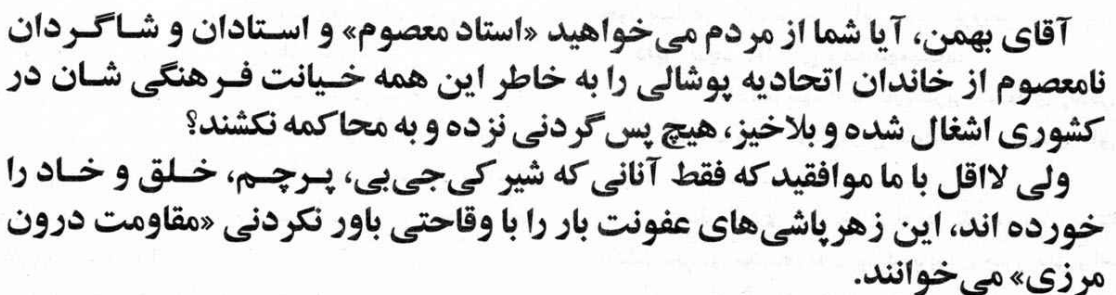 آقای بهمن، آیا شما از مردم می‌خواهید «استاد معصوم» و استادان و شاگردان
نامعصوم از خاندان اتحادیه پوشالی را به خاطر این همه خیانت فرهنگی شان در
کشوری اشغال شده و بلاخیز، هیچ پس گردنی نزده و به محاکمه نکشند؟
ولی لااقل با ما موافقید که فقط آنانی که شیر کی‌جی‌بی، پرچم، خلق و خاد را
خورده اند، این زهرپاشی‌های عفونت بار را با وقاحتی باور نکردنی «مقاومت درون
مرزی» می‌خوانند.